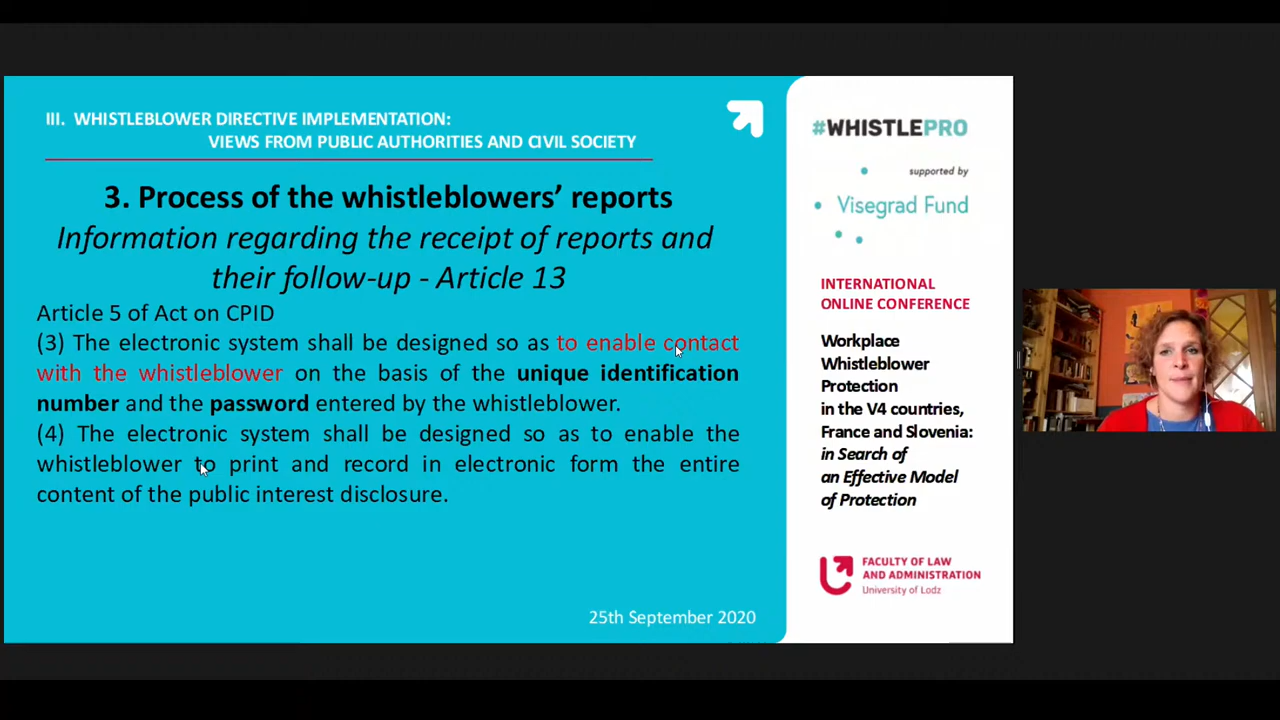 III. WHISTLEBLOWER DIRECTIVE IMPLEMENTATION:
VIEWS FROM PUBLIC AUTHORITIES AND CIVIL SOCIETY
3. Process of the whistleblowers’ reports
Information regarding the receipt of reports and
their follow-up - Article 13
Article 5 of Act on CPID
(3) The electronic system shall be designed so as to enable contact
with the whistleblower on the basis of the unique identification
number and the password entered by the whistleblower.
(4) The electronic system shall be designed so as to enable the
whistleblower to print and record in electronic form the entire
content of the public interest disclosure.
25th September 2020
#WHISTLEPRO
supported by
Visegrad Fund
INTERNATIONAL
ONLINE CONFERENCE
Workplace
Whistleblower
Protection
in the V4 countries,
France and Slovenia:
in Search of
an Effective Model
of Protection
FACULTY OF LAW
AND ADMINISTRATION
University of Lodz